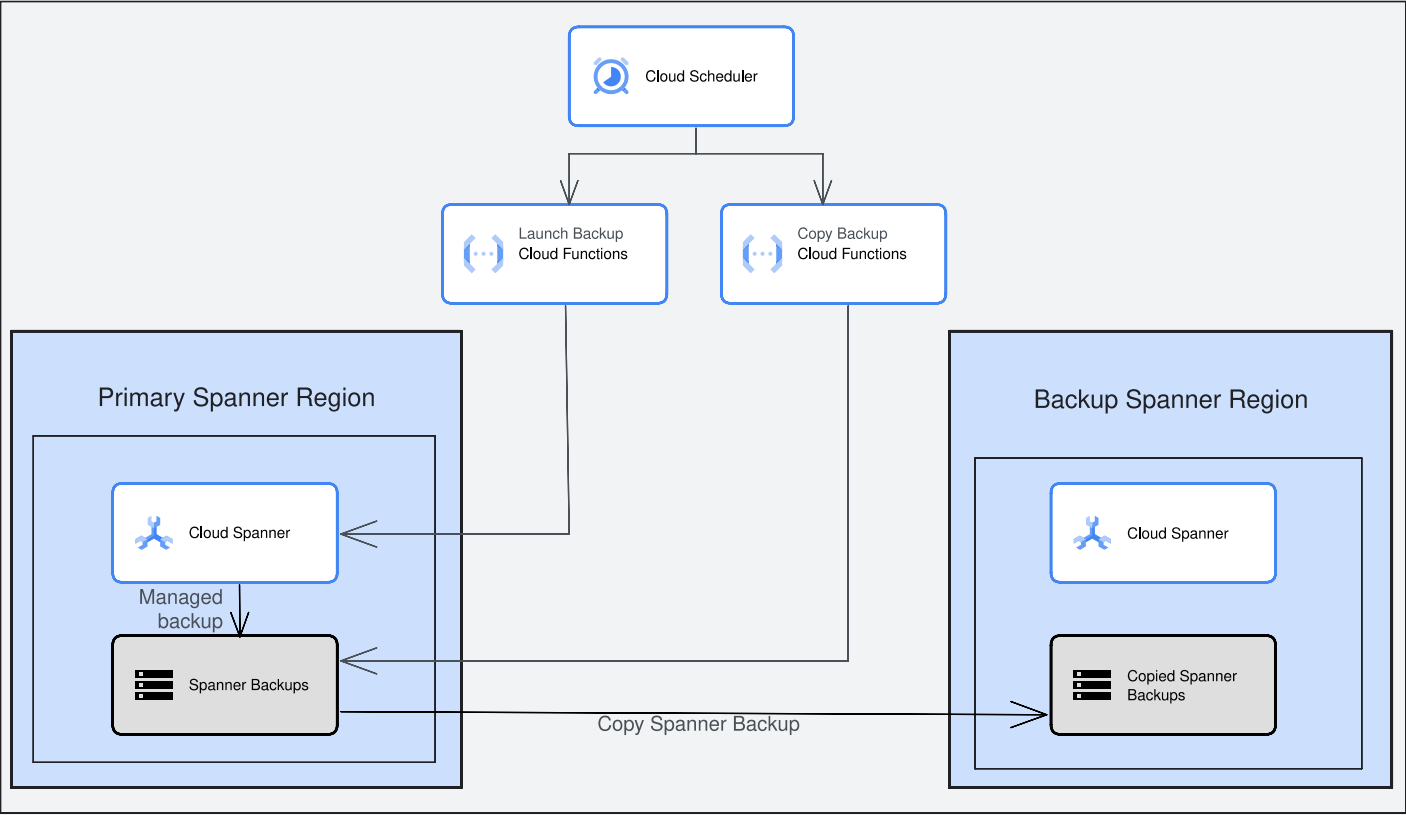 Cloud Scheduler
Launch Backup
Cloud Functions
Copy Backup
Cloud Functions
Primary Spanner Region
Cloud Spanner
Managed
backup
Spanner Backups
Copy Spanner Backup
Backup Spanner Region
Cloud Spanner
Copied Spanner
Backups